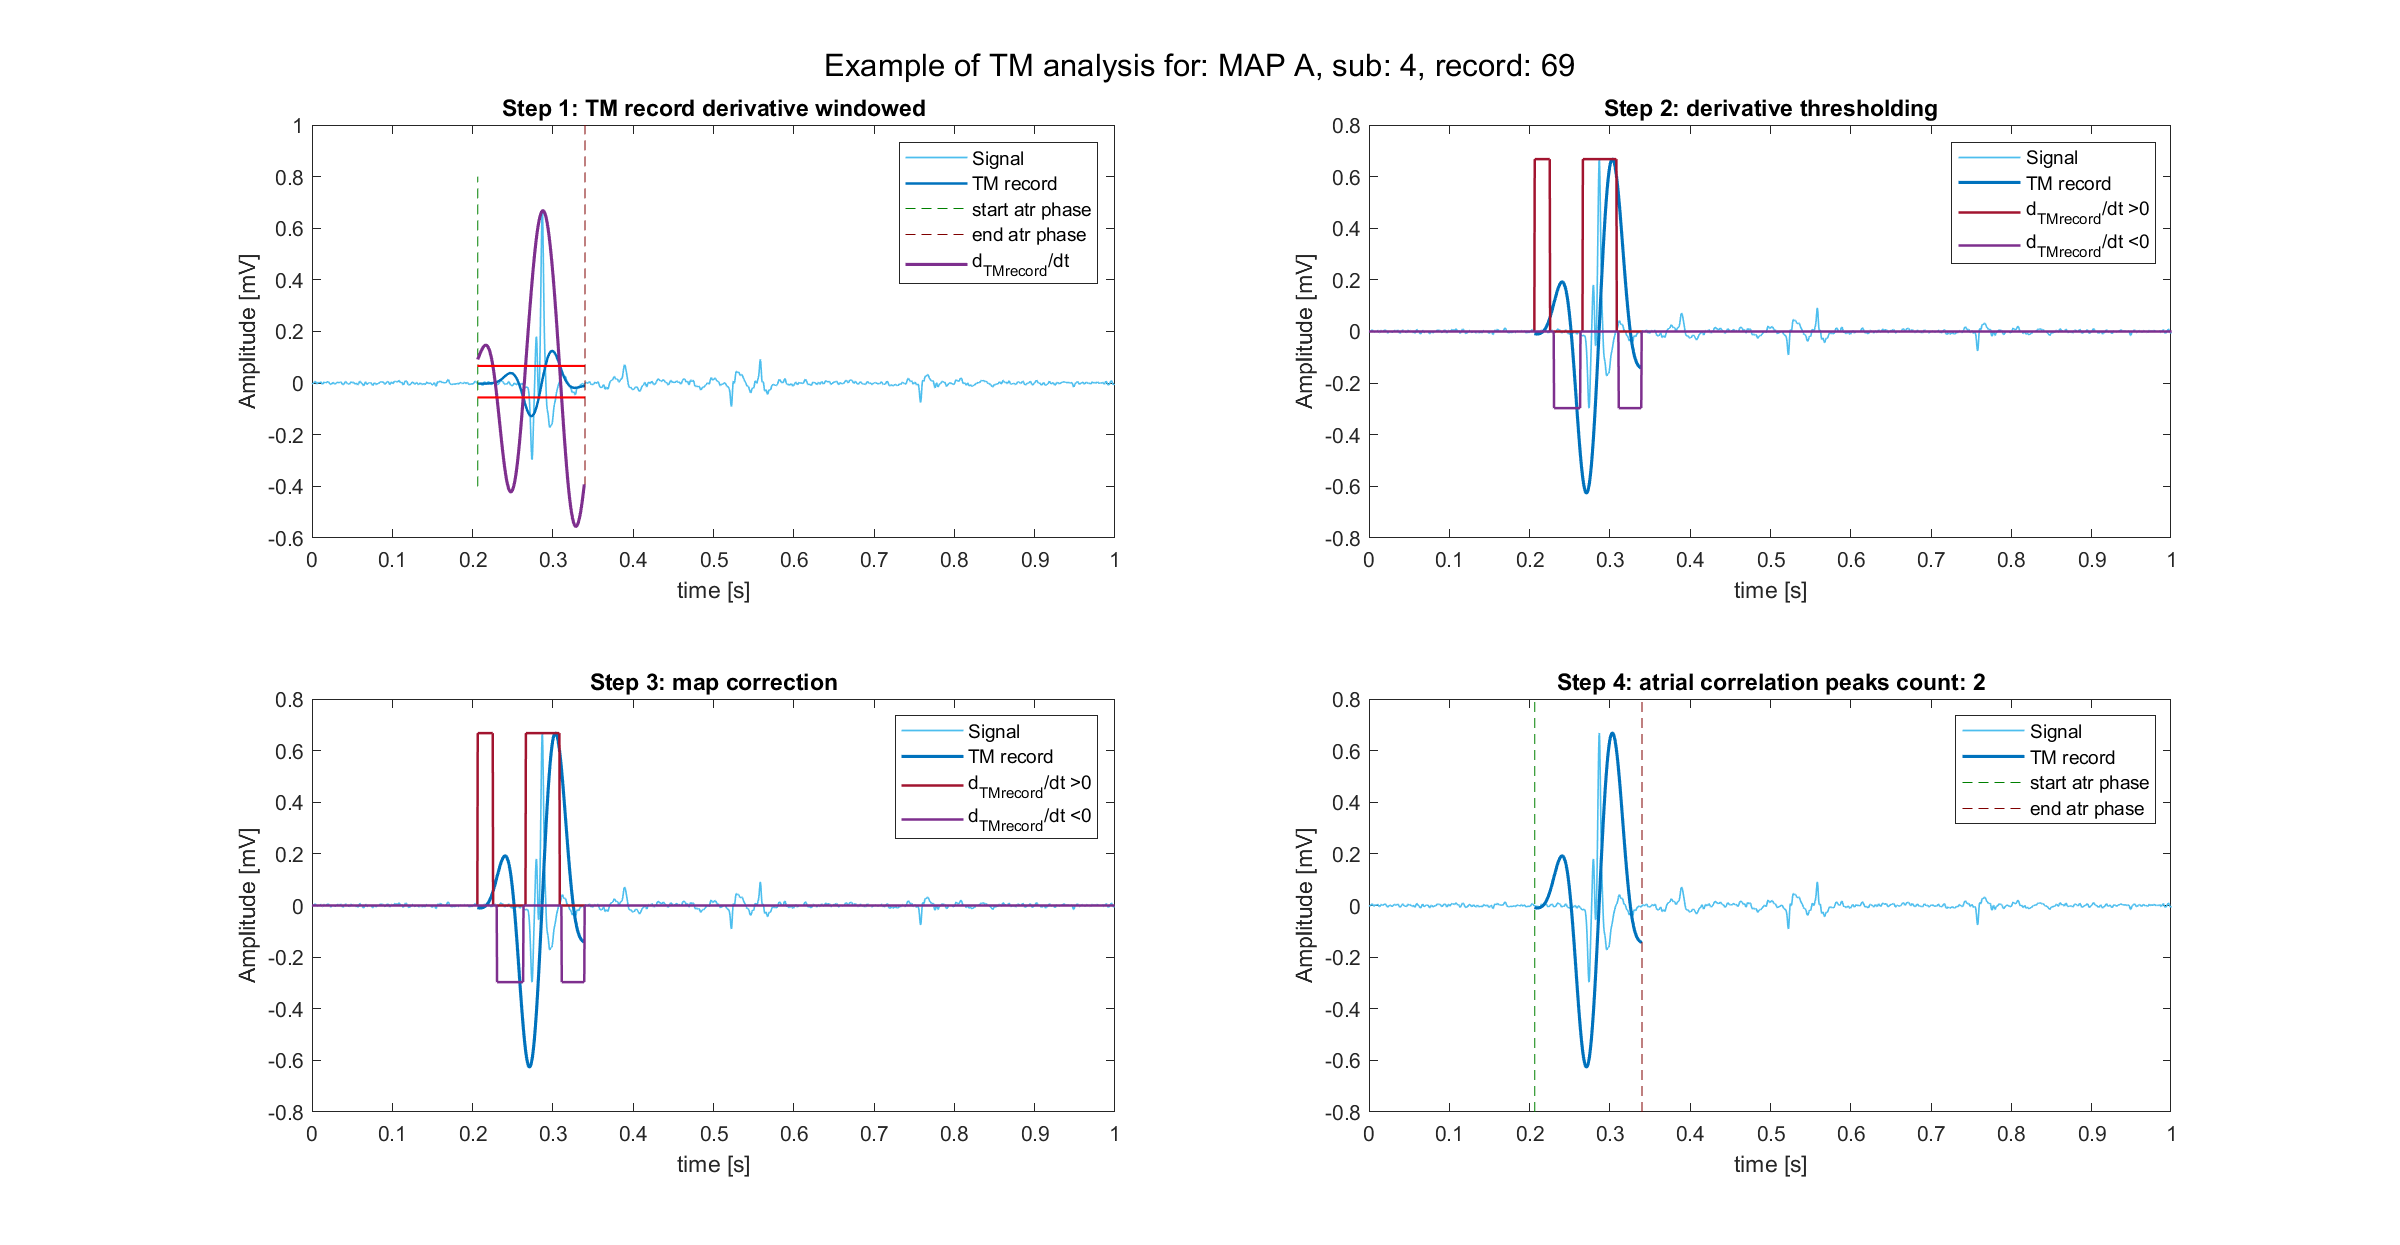 Example of TM analysis for: MAP A, sub: 4, record: 69
Step 1: TM record derivative windowed
1
0.8
0.6
0.4
0.2
0
-0.2
-0.4
-0.6
Amplitude [mV]
0 0.1 0.2 0.3 0.4 0.5 0.6 0.7 0.8 0.9 1
time [s]
Signal
TM record
start atr phase
end atr phase
dTMrecord/dt
Step 2: derivative thresholding
0.8
0.6
0.4
0.2
0
-0.2
-0.4
-0.6
-0.8
Amplitude [mV]
0 0.1 0.2 0.3 0.4 0.5 0.6 0.7 0.8 0.9 1
time [s]
Signal
TM record
dTMrecord/dt >0
dTMrecord/dt <0
Step 3: map correction
0.8
0.6
0.4
0.2
0
-0.2
-0.4
-0.6
-0.8
Amplitude [mV]
0 0.1 0.2 0.3 0.4 0.5 0.6 0.7 0.8 0.9 1
time [s]
Signal
TM record
dTMrecord/dt >0
dTMrecord/dt <0
Step 4: atrial correlation peaks count: 2
0.8
0.6
0.4
0.2
0
-0.2
-0.4
-0.6
-0.8
Amplitude [mV]
0 0.1 0.2 0.3 0.4 0.5 0.6 0.7 0.8 0.9 1
time [s]
Signal
TM record
start atr phase
end atr phase